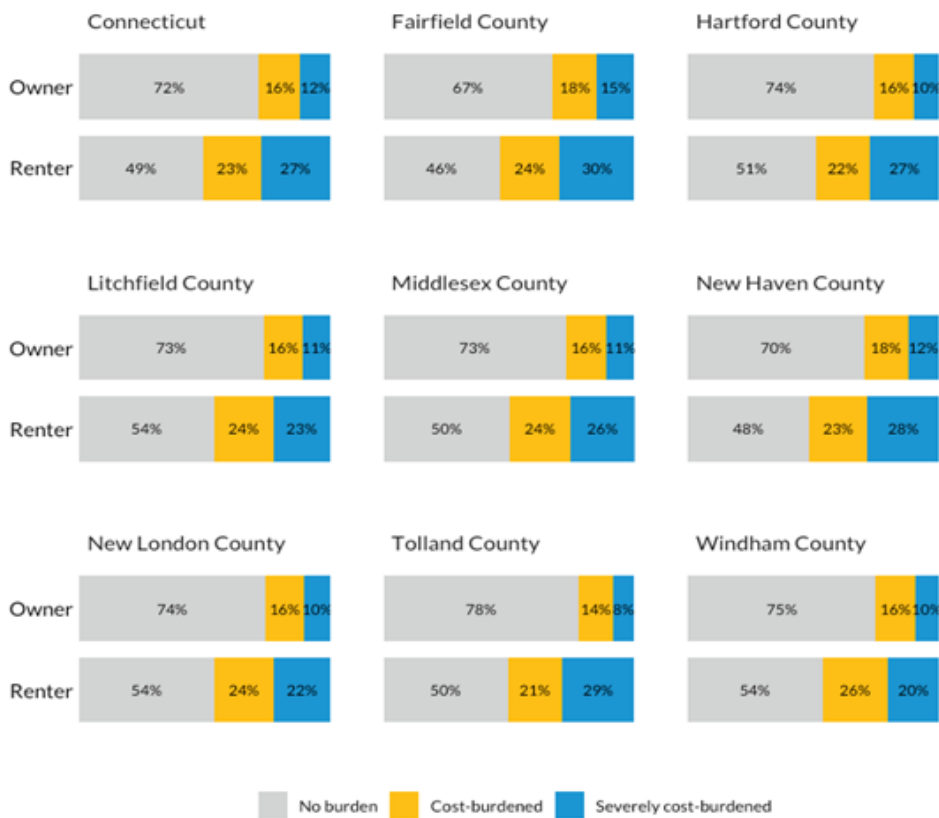 Connecticut Fairfield County Hartford County
Owner 72% 16% 12% 67% 18% 15% 74% 16% 10%
Renter 49% 23% 27% 46% 24% 30% 51% 22% 27%
Litchfield County Middlesex County New Haven County
Owner 73% 16% 11% 73% 16% 11% 70% 18% 12%
Renter 54% 24% 23% 50% 24% 26% 48% 23% 28%
New London County Tolland County Windham County
Owner 74% 16% 10% 78% 14% 8% 75% 16% 10%
Renter 54% 24% 22% 50% 21% 29% 54% 26% 20%
No burden Cost-burdened Severely cost-burdened